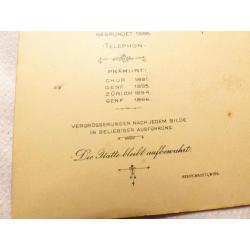 GEGRÜNDET 1886.
(TELEPHON.)
PRÄMIIRT:
CHUR 1881.
GENF 1895.
ZÜRICH 1894.
GENF 1896.
VERGRÖSSERUNGEN NACH JEDEM BILDE
IN BELIEBIGER AUSFÜHRUNG.
Die Platte bleibt aufbewahrt.